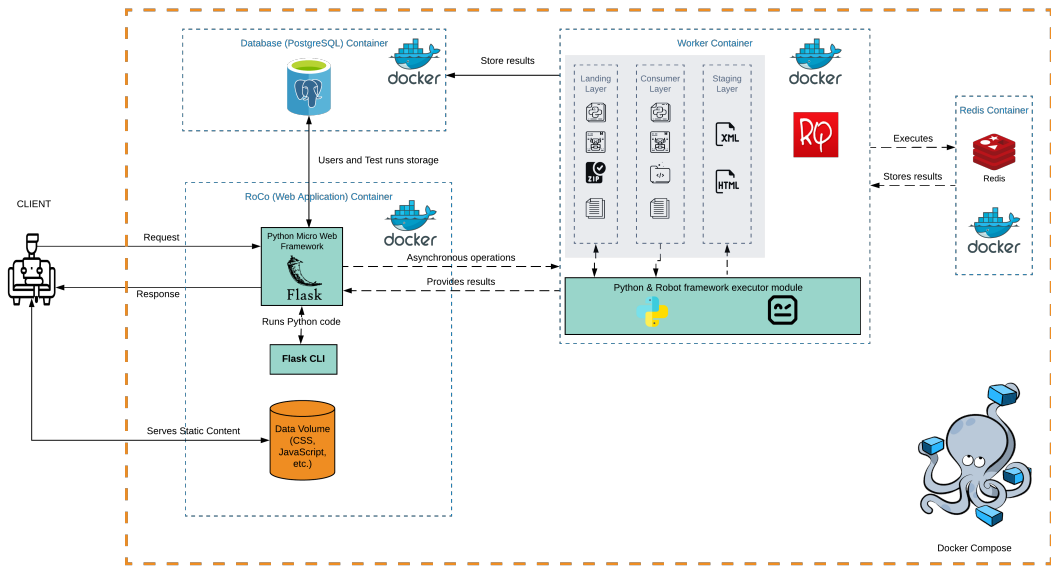 Database (PostgreSQL) Container
docker
Store results
Worker Container
docker
Landing
Layer
Consumer
Layer
Staging
Layer
ZIP
</>
XML
HTML
RQ
Executes
Stores results
Redis Container
Redis
docker
Users and Test runs storage
RoCo (Web Application) Container
docker
CLIENT
Request
Response
Python Micro Web
Framework
Flask
Asynchronous operations
Provides results
Python & Robot framework executor module
Runs Python code
Flask CLI
Serves Static Content
Data Volume
(CSS,
JavaScript,
etc.)
Docker Compose